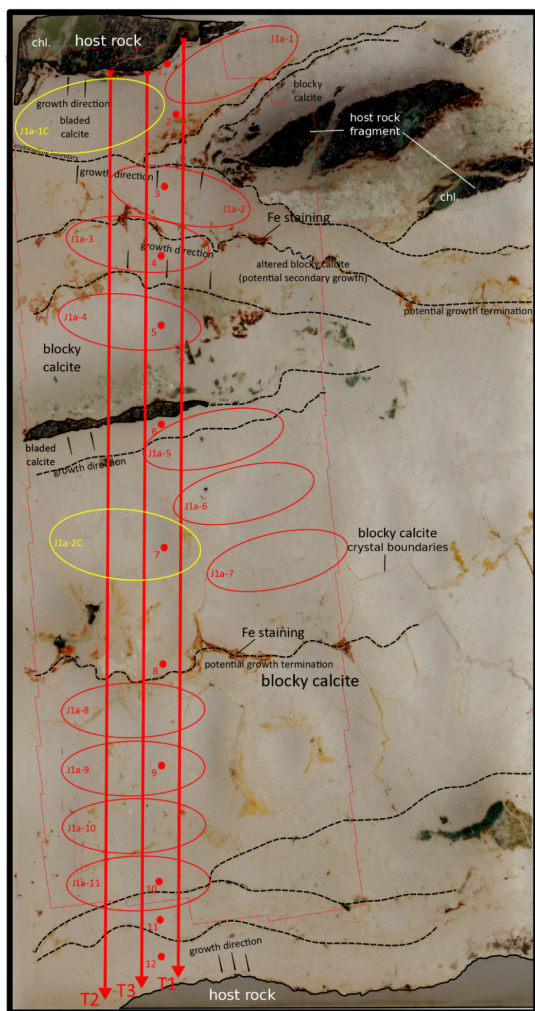 chl.
host rock
J1a-1
1
growth direction
blocky
calcite
bladed
calcite
J1a-1C
2
host rock
fragment
growth direction
3
J1a-2
chl.
Fe staining
J1a-3
growth direction
4
altered blocky calcite
(potential secondary growth)
J1a-4
potential growth termination
5
blocky
calcite
6
bladed
calcite
J1a-5
growth direction
J1a-6
blocky calcite
crystal boundaries
J1a-2C
7
J1a-7
Fe staining
8
potential growth termination
blocky calcite
J1a-8
J1a-9
9
J1a-10
J1a-11
10
11
growth direction
12
T2
T3
T1
host rock